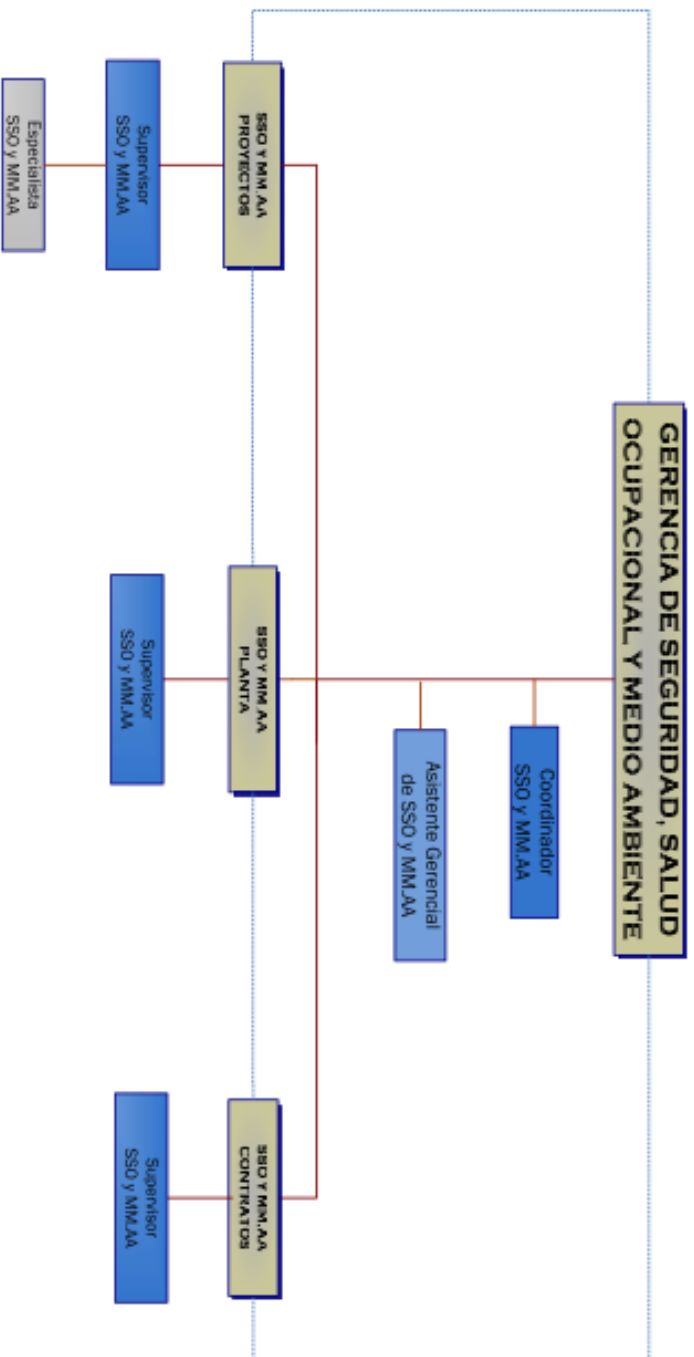 GERENCIA DE SEGURIDAD, SALUD
OCUPACIONAL Y MEDIO AMBIENTE
Coordinador
SSO y MM.AA
Asistente Gerencial
de SSO y MM.AA
SSO Y MM.AA
PROYECTOS
SSO Y MM AA
PLANTA
SSO Y MM.AA
CONTRATOS
Supervisor
SSO y MM.AA
Supervisor
SSO y MM.AA
Supervisor
SSO y MM.AA
Especialista
SSO y MM.AA